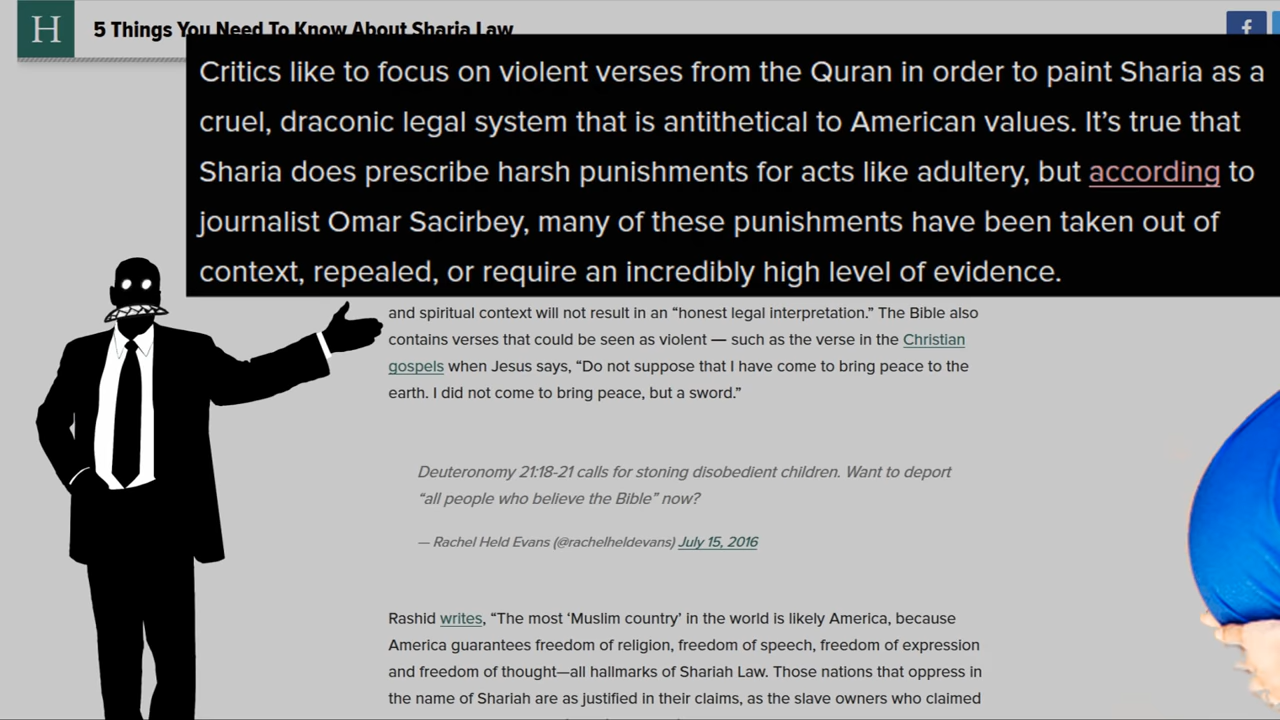 H
5 Things You Need To Know About Sharia Law
f
Critics like to focus on violent verses from the Quran in order to paint Sharia as a
cruel, draconic legal system that is antithetical to American values. It’s true that
Sharia does prescribe harsh punishments for acts like adultery, but according to
journalist Omar Sacirbey, many of these punishments have been taken out of
context, repealed, or require an incredibly high level of evidence.
and spiritual context will not result in an “honest legal interpretation.” The Bible also
contains verses that could be seen as violent — such as the verse in the Christian
gospels when Jesus says, “Do not suppose that I have come to bring peace to the
earth. I did not come to bring peace, but a sword.”
Deuteronomy 21:18-21 calls for stoning disobedient children. Want to deport
“all people who believe the Bible” now?
— Rachel Held Evans (@rachelheldevans) July 15, 2016
Rashid writes, “The most ‘Muslim country’ in the world is likely America, because
America guarantees freedom of religion, freedom of speech, freedom of expression
and freedom of thought—all hallmarks of Shariah Law. Those nations that oppress in
the name of Shariah are as justified in their claims, as the slave owners who claimed